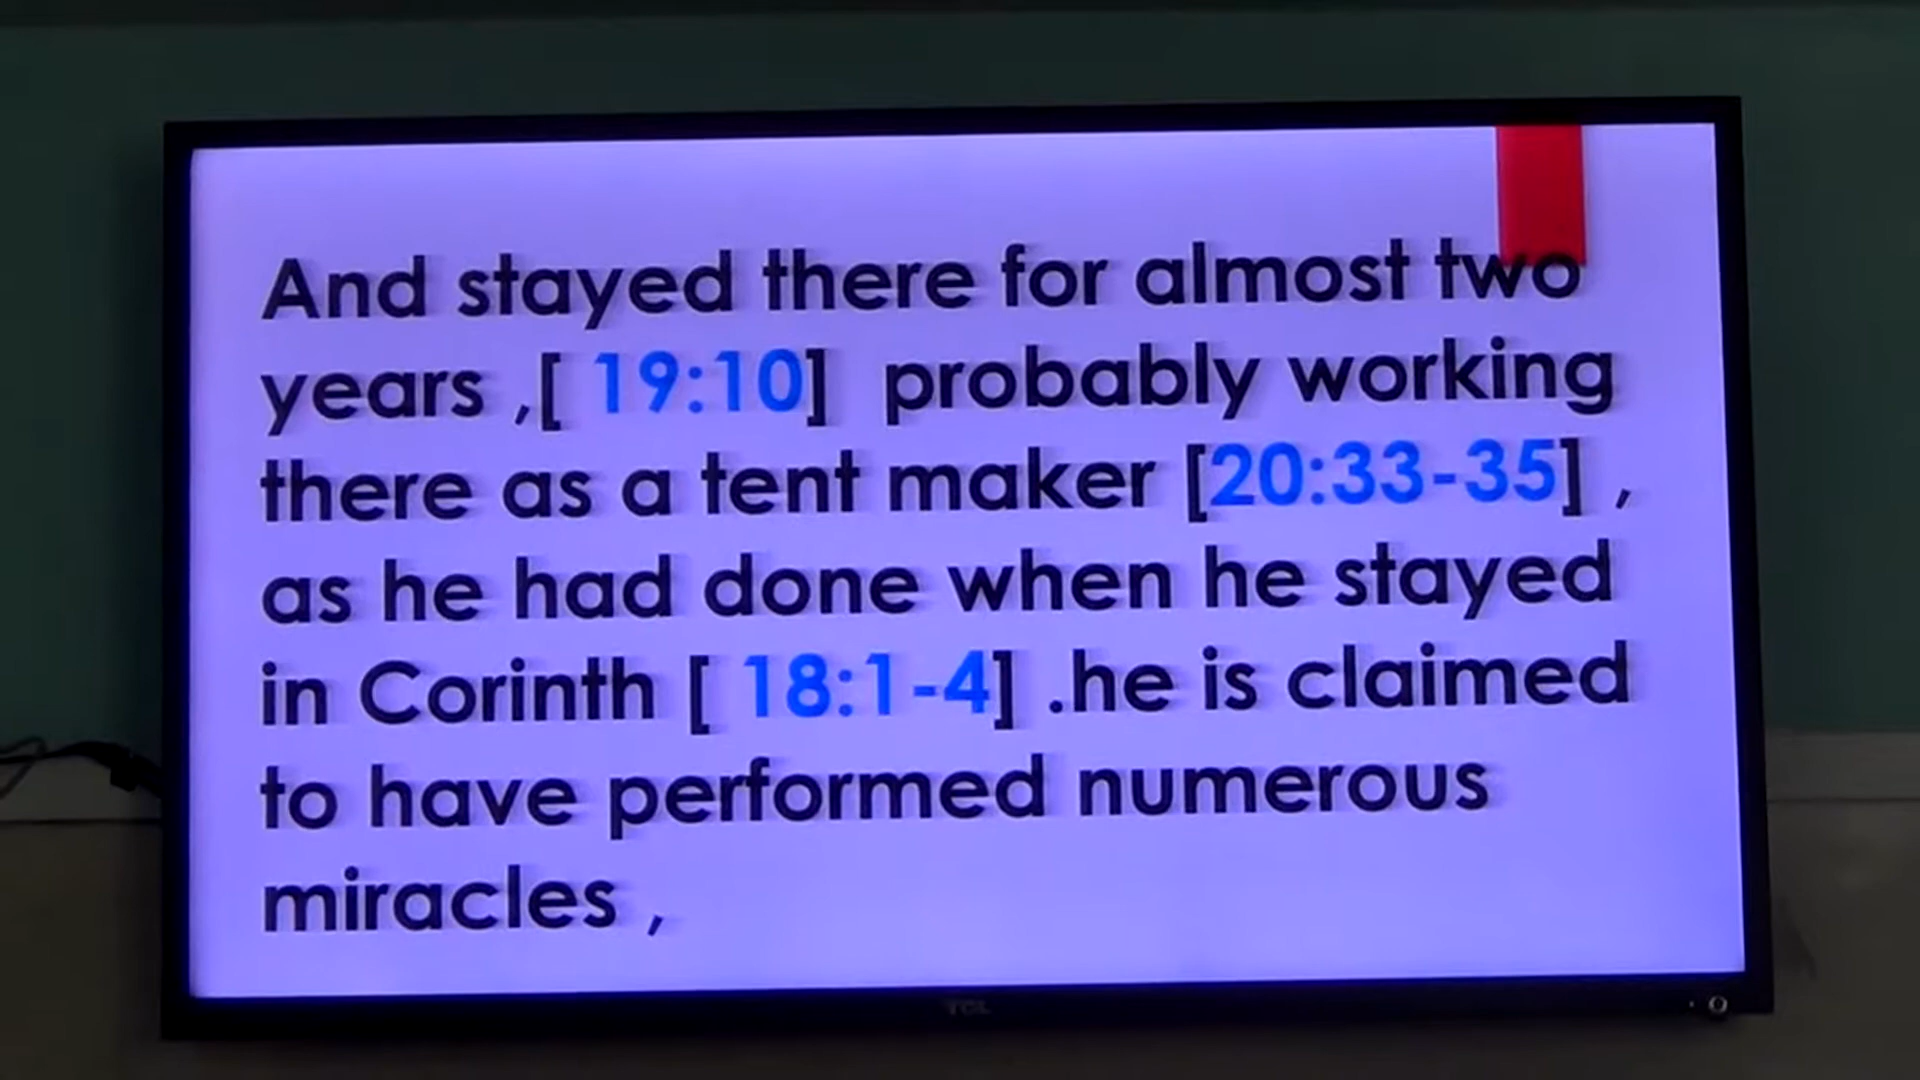 And stayed there for almost two
years ,[ 19:10]  probably working
there as a tent maker [20:33-35] ,
as he had done when he stayed
in Corinth [ 18:1-4] .he is claimed
to have performed numerous
miracles ,
TCL